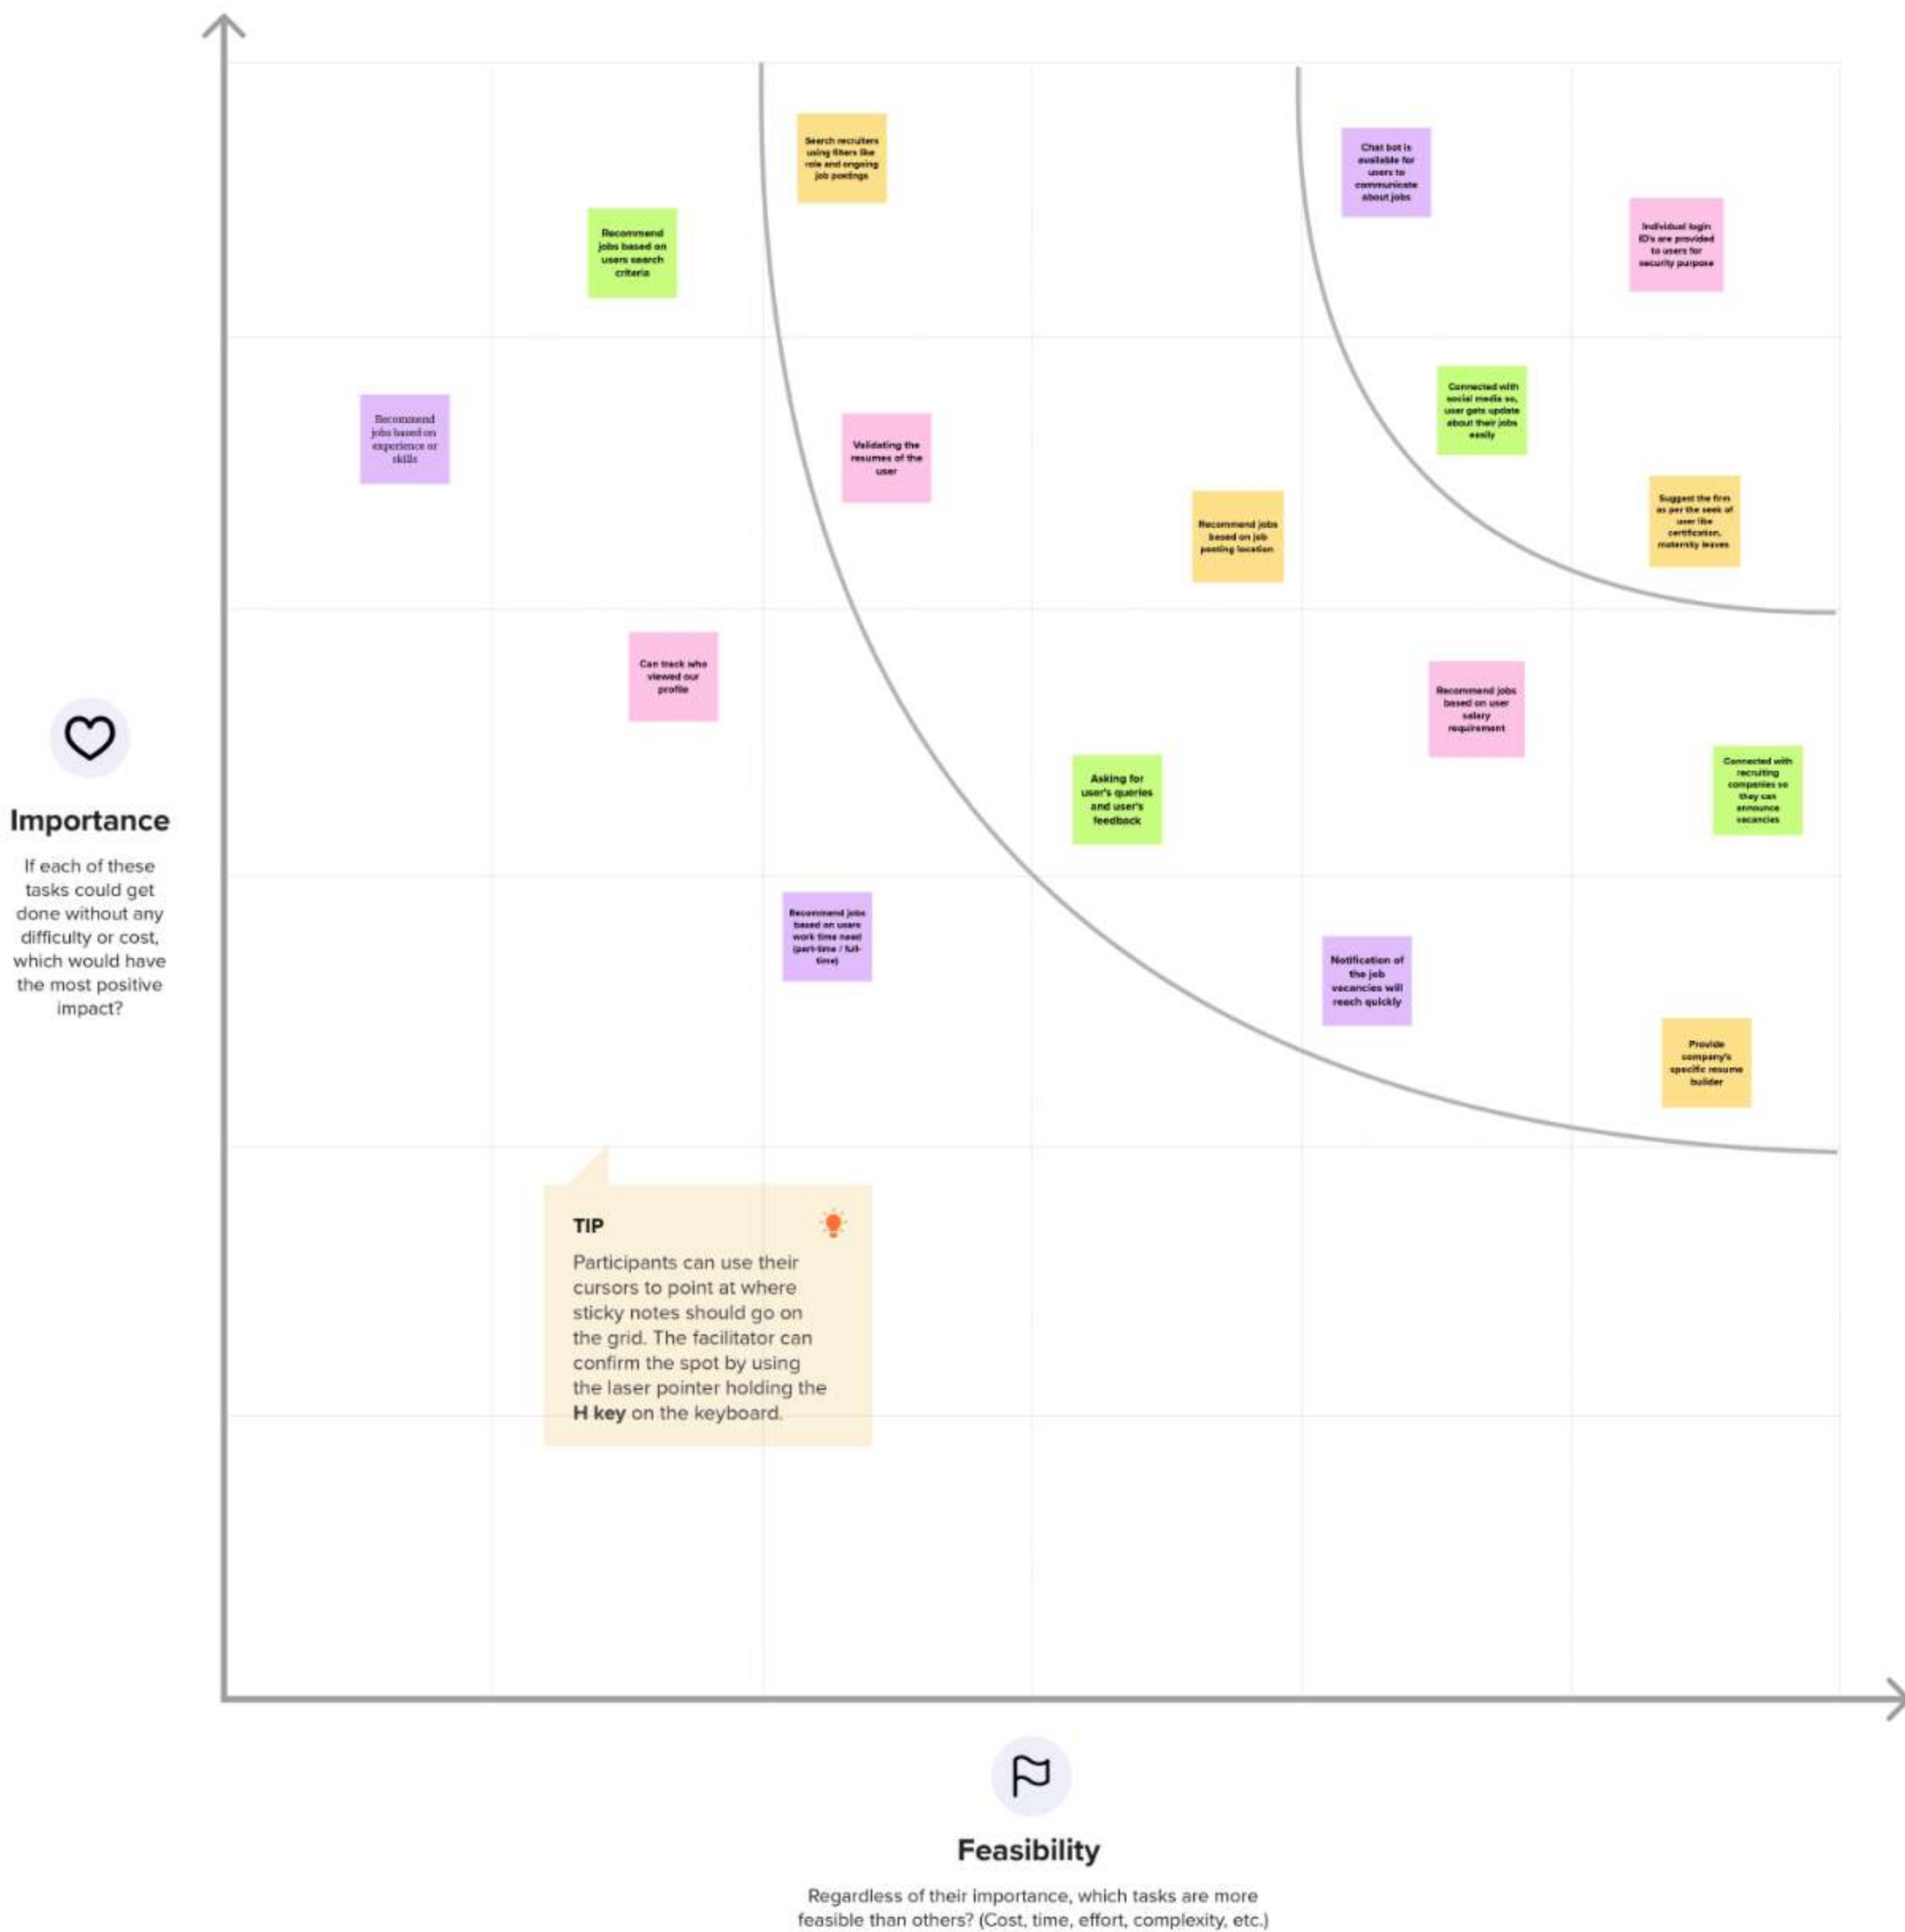 Search recruiters
using filters like
role and ongoing
job postings
Chat bot is
available for
users to
communicate
about jobs
Individual login
ID's are provided
to users for
security purpose
Recommend
jobs based on
users search
criteria
Connected with
social media so,
user gets update
about their jobs
easily
Recommend
jobs based on
experience or
skills
Validating the
resumes of the
user
Recommend jobs
based on job
posting location
Suggest the firm
as per the seek of
user like
certification,
maternity leaves
Can track who
viewed our
profile
Recommend jobs
based on user
salary
requirement
Asking for
user's queries
and user's
feedback
Connected with
recruiting
companies so
they can
announce
vacancies
Importance
If each of these
tasks could get
done without any
difficulty or cost,
which would have
the most positive
impact?
Recommend jobs
based on users
work time need
(part-time / full-
time)
Notification of
the job
vacancies will
reach quickly
Provide
company's
specific resume
builder
TIP
Participants can use their
cursors to point at where
sticky notes should go on
the grid. The facilitator can
confirm the spot by using
the laser pointer holding the
H key on the keyboard.
Feasibility
Regardless of their importance, which tasks are more
feasible than others? (Cost, time, effort, complexity, etc.)